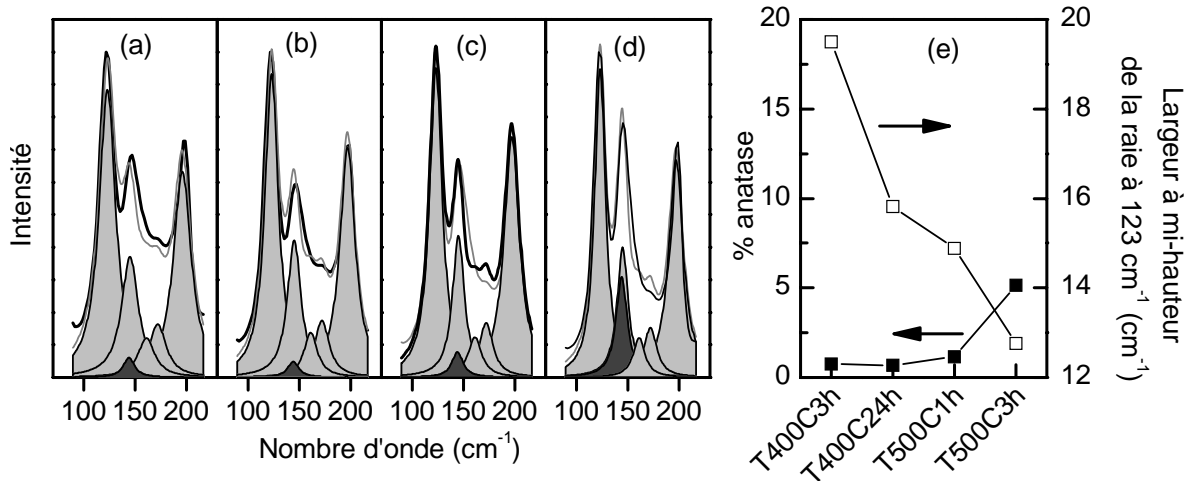 (a)
(b)
(c)
(d)
Intensité
100 150 200
100 150 200
100 150 200
100 150 200
Nombre d'onde (cm⁻¹)
(e)
% anatase
20
15
10
5
0
20
18
16
14
12
Largeur à mi-hauteur
de la raie à 123 cm⁻¹ (cm⁻¹)
T400C3h
T400C24h
T500C1h
T500C3h